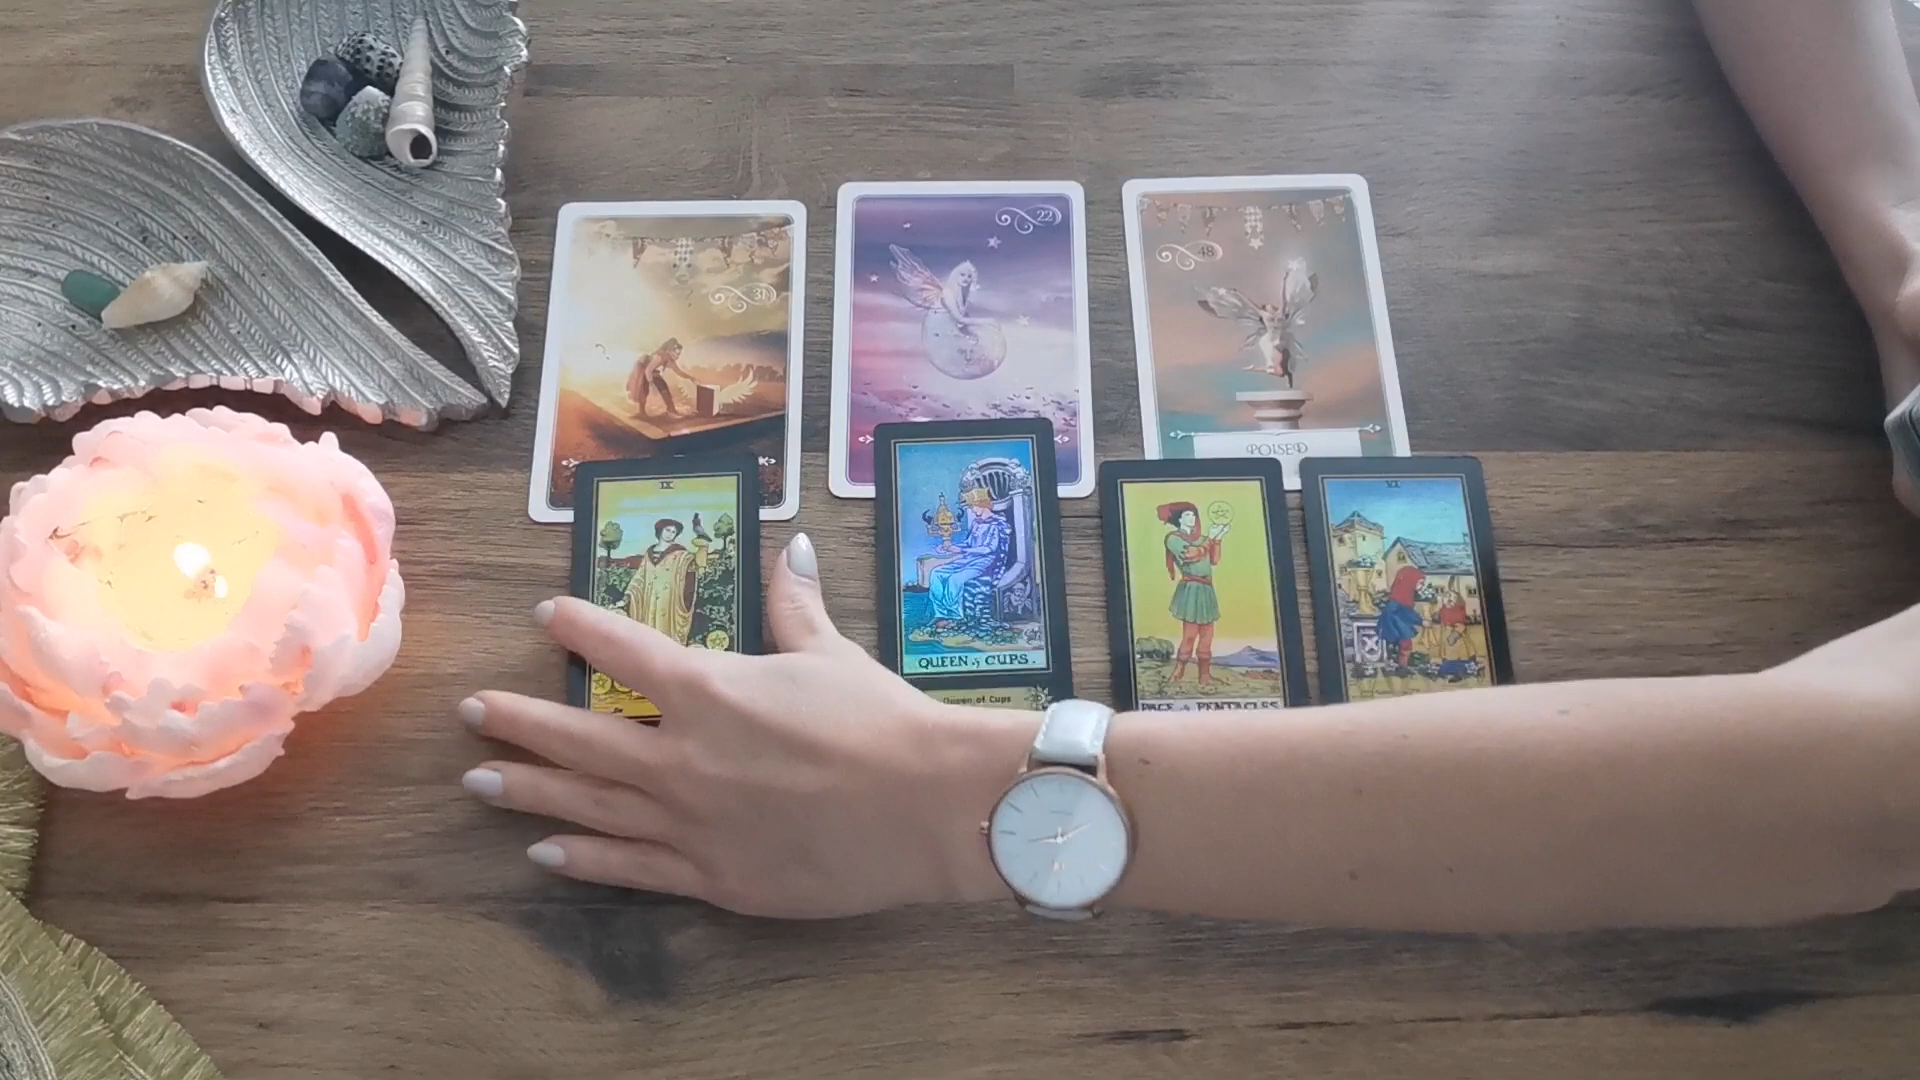 31
22
48
POISED
IX
QUEEN of CUPS.
Queen of Cups
PAGE of PENTACLES
VI